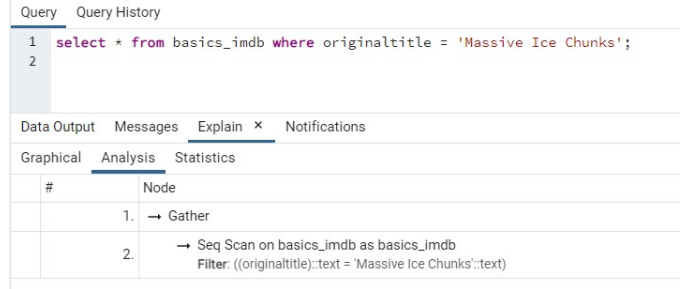 Query Query History
1 select * from basics_imdb where originaltitle = 'Massive Ice Chunks';
2
Data Output Messages Explain × Notifications
Graphical Analysis Statistics
# Node
1. → Gather
→ Seq Scan on basics_imdb as basics_imdb
2.
Filter: ((originaltitle)::text = 'Massive Ice Chunks'::text)